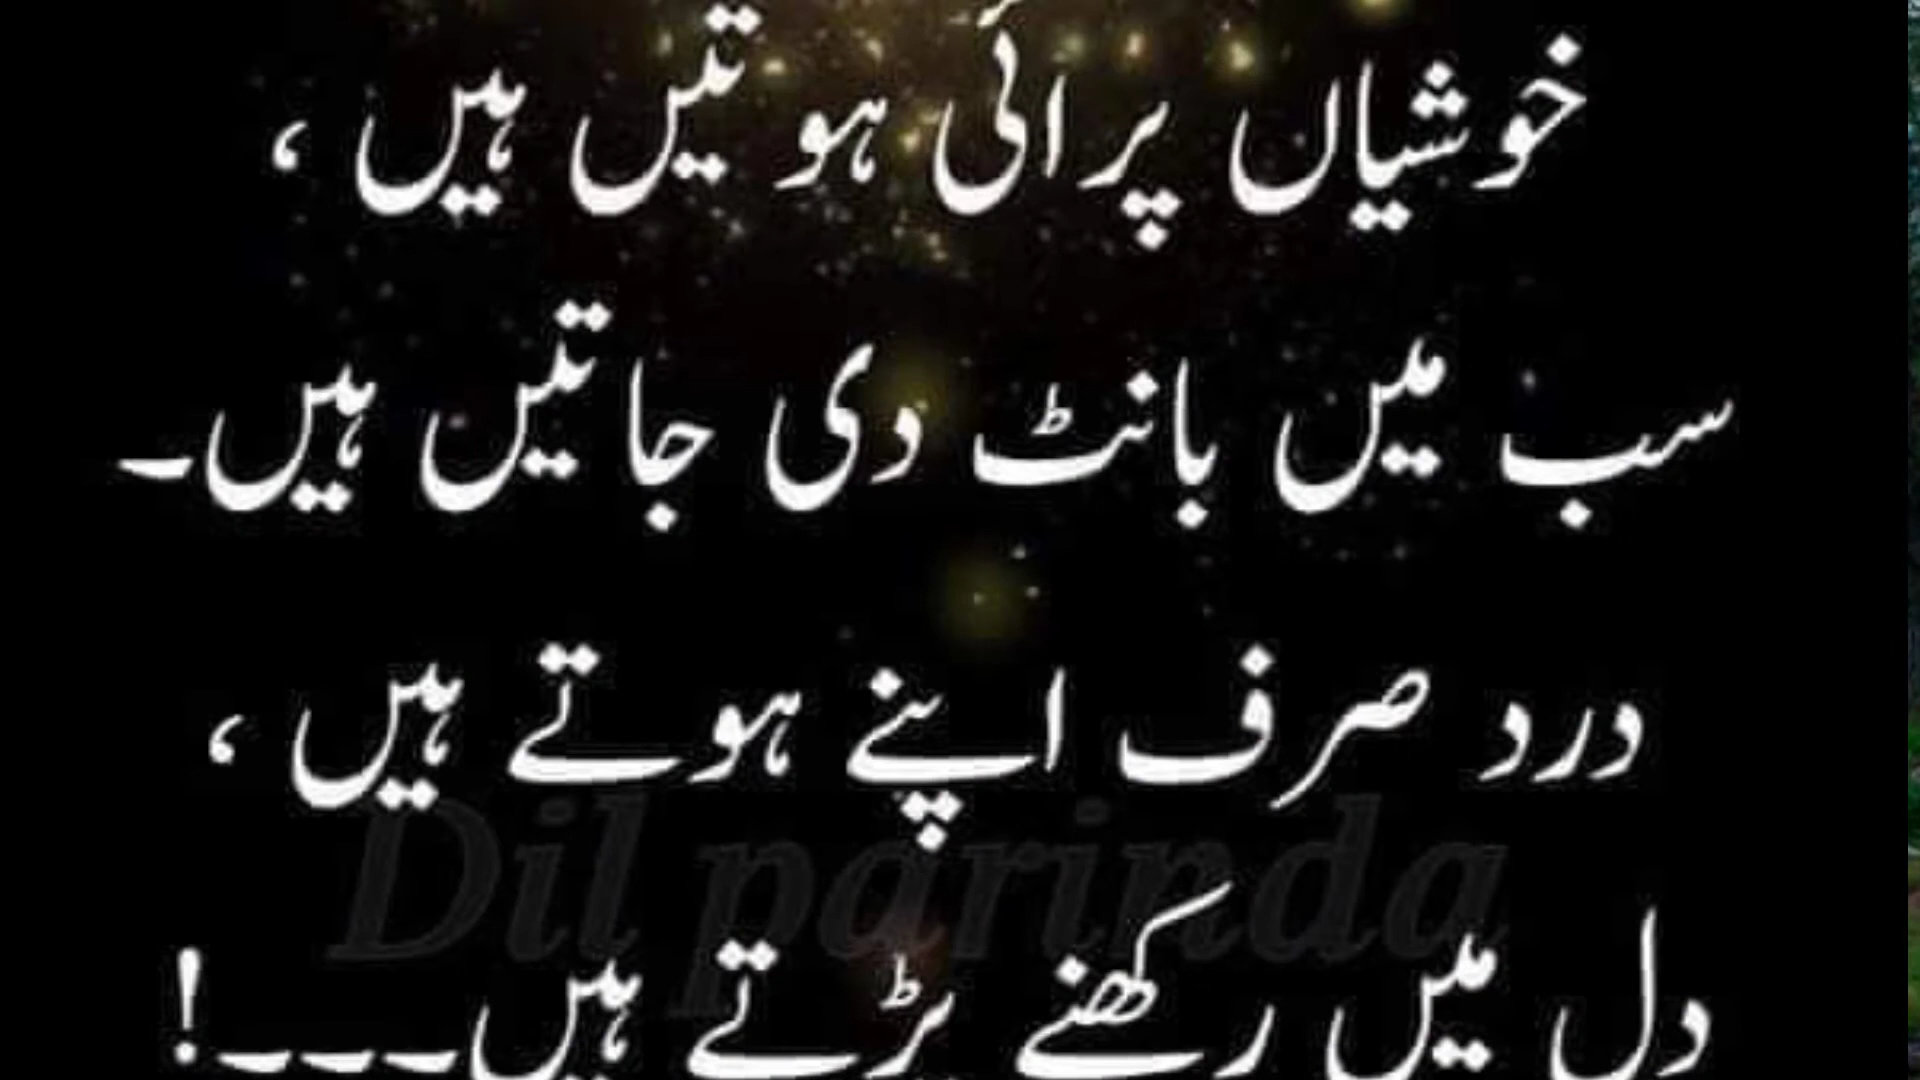 خوشیاں پرائی ہوتیں ہیں ،
سب میں بانٹ دی جاتیں ہیں۔
درد صرف اپنے ہوتے ہیں ،
Dil parinda
دل میں رکھنے پڑتے ہیں۔۔۔!